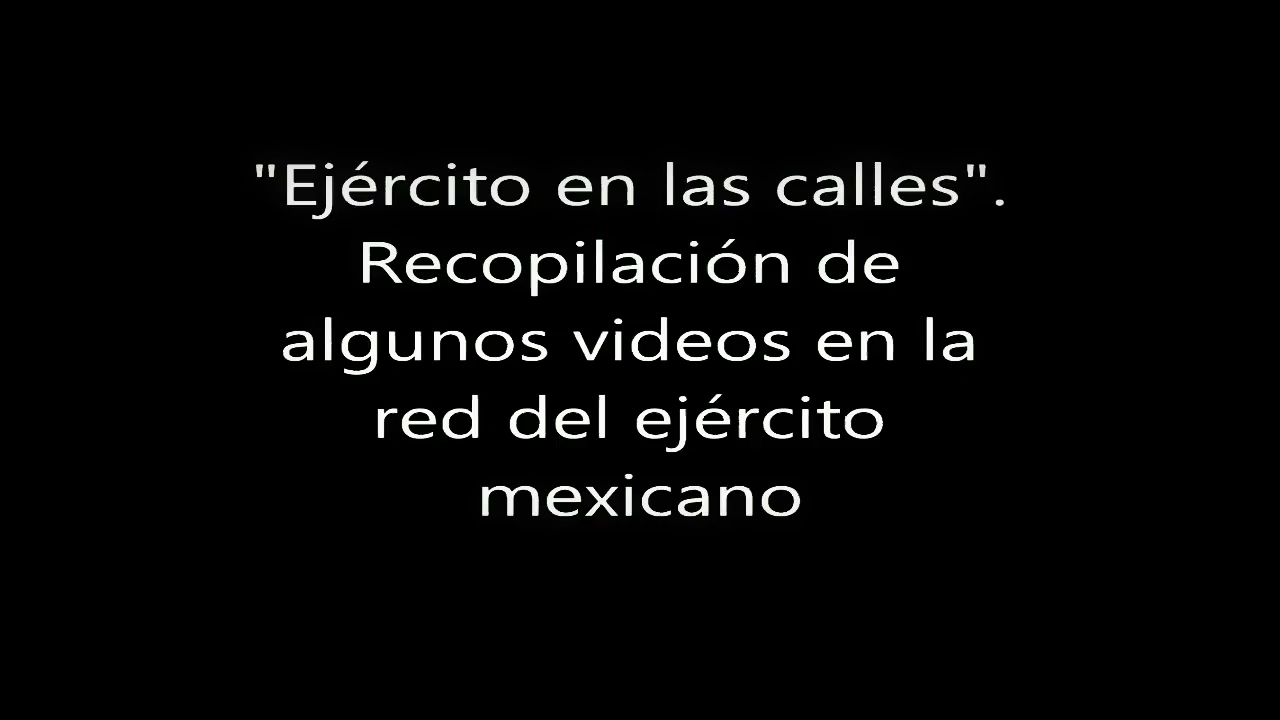 "Ejército en las calles".
Recopilación de
algunos videos en la
red del ejército
mexicano